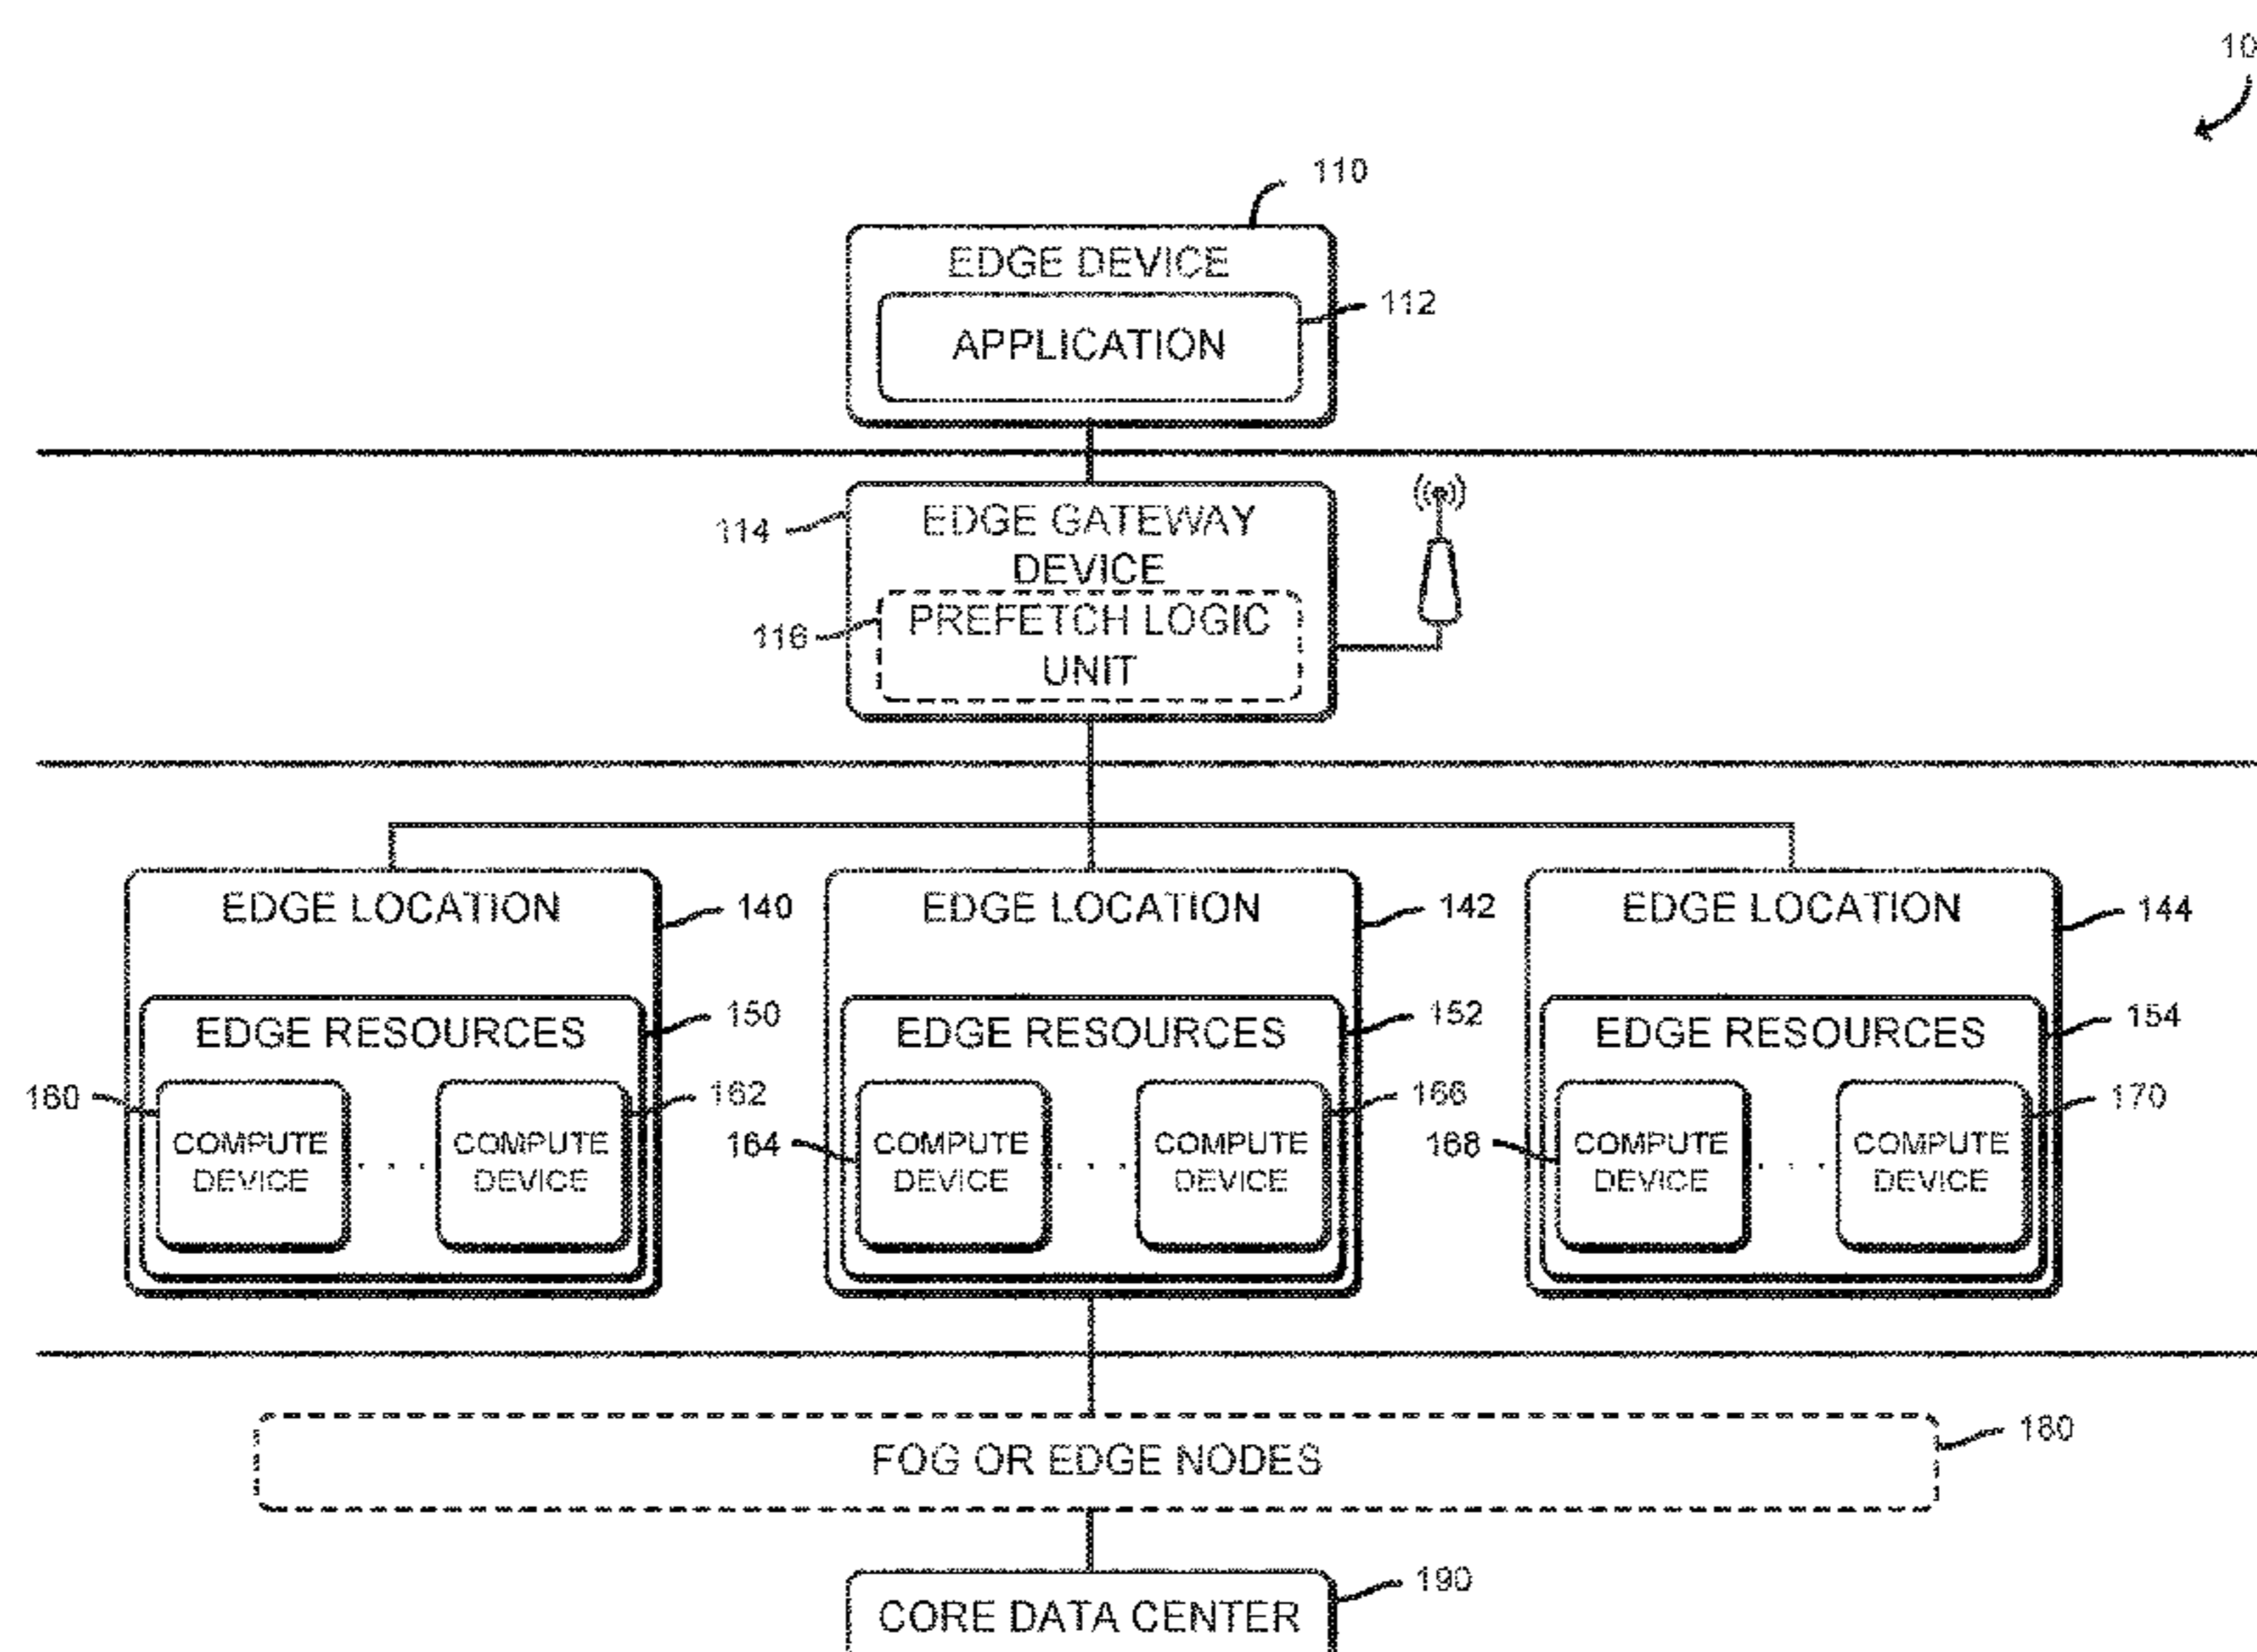 10
110
EDGE DEVICE
112
APPLICATION
114
EDGE GATEWAY
DEVICE
116
PREFETCH LOGIC
UNIT
EDGE LOCATION
140
EDGE LOCATION
142
EDGE LOCATION
144
EDGE RESOURCES
150
EDGE RESOURCES
152
EDGE RESOURCES
154
160
COMPUTE
DEVICE
. . .
COMPUTE
DEVICE
162
164
COMPUTE
DEVICE
. . .
COMPUTE
DEVICE
166
168
COMPUTE
DEVICE
. . .
COMPUTE
DEVICE
170
FOG OR EDGE NODES
180
190
CORE DATA CENTER